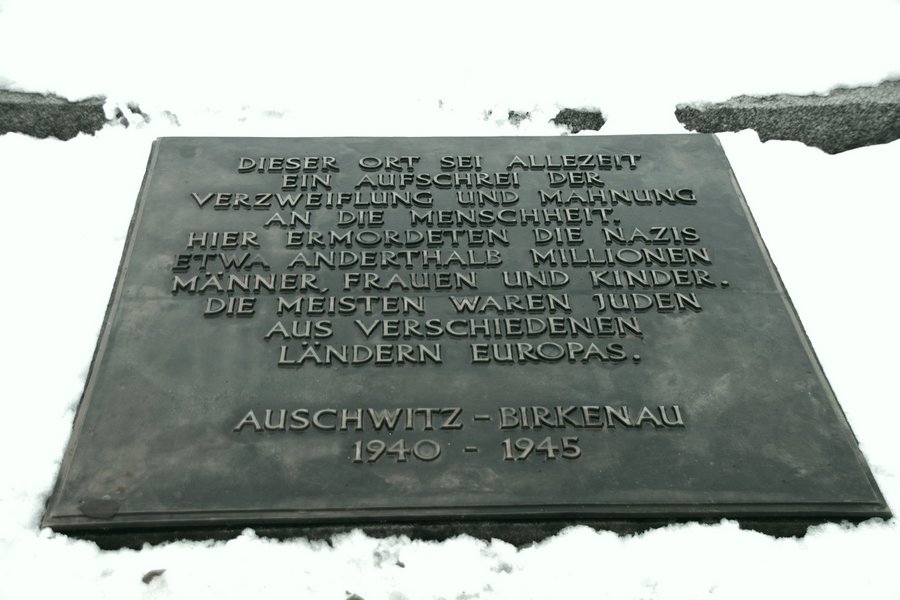 DIESER ORT SEI ALLEZEIT
EIN AUFSCHREI DER
VERZWEIFLUNG UND MAHNUNG
AN DIE MENSCHHEIT.
HIER ERMORDETEN DIE NAZIS
ETWA ANDERTHALB MILLIONEN
MÄNNER, FRAUEN UND KINDER.
DIE MEISTEN WAREN JUDEN
AUS VERSCHIEDENEN
LÄNDERN EUROPAS.
AUSCHWITZ - BIRKENAU
1940 - 1945